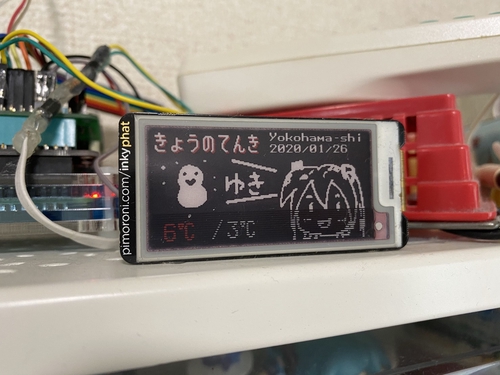 pimoroni.com/inkyphat
きょうのてんき
Yokohama-shi
2020/01/26
ゆき
6℃ /3℃